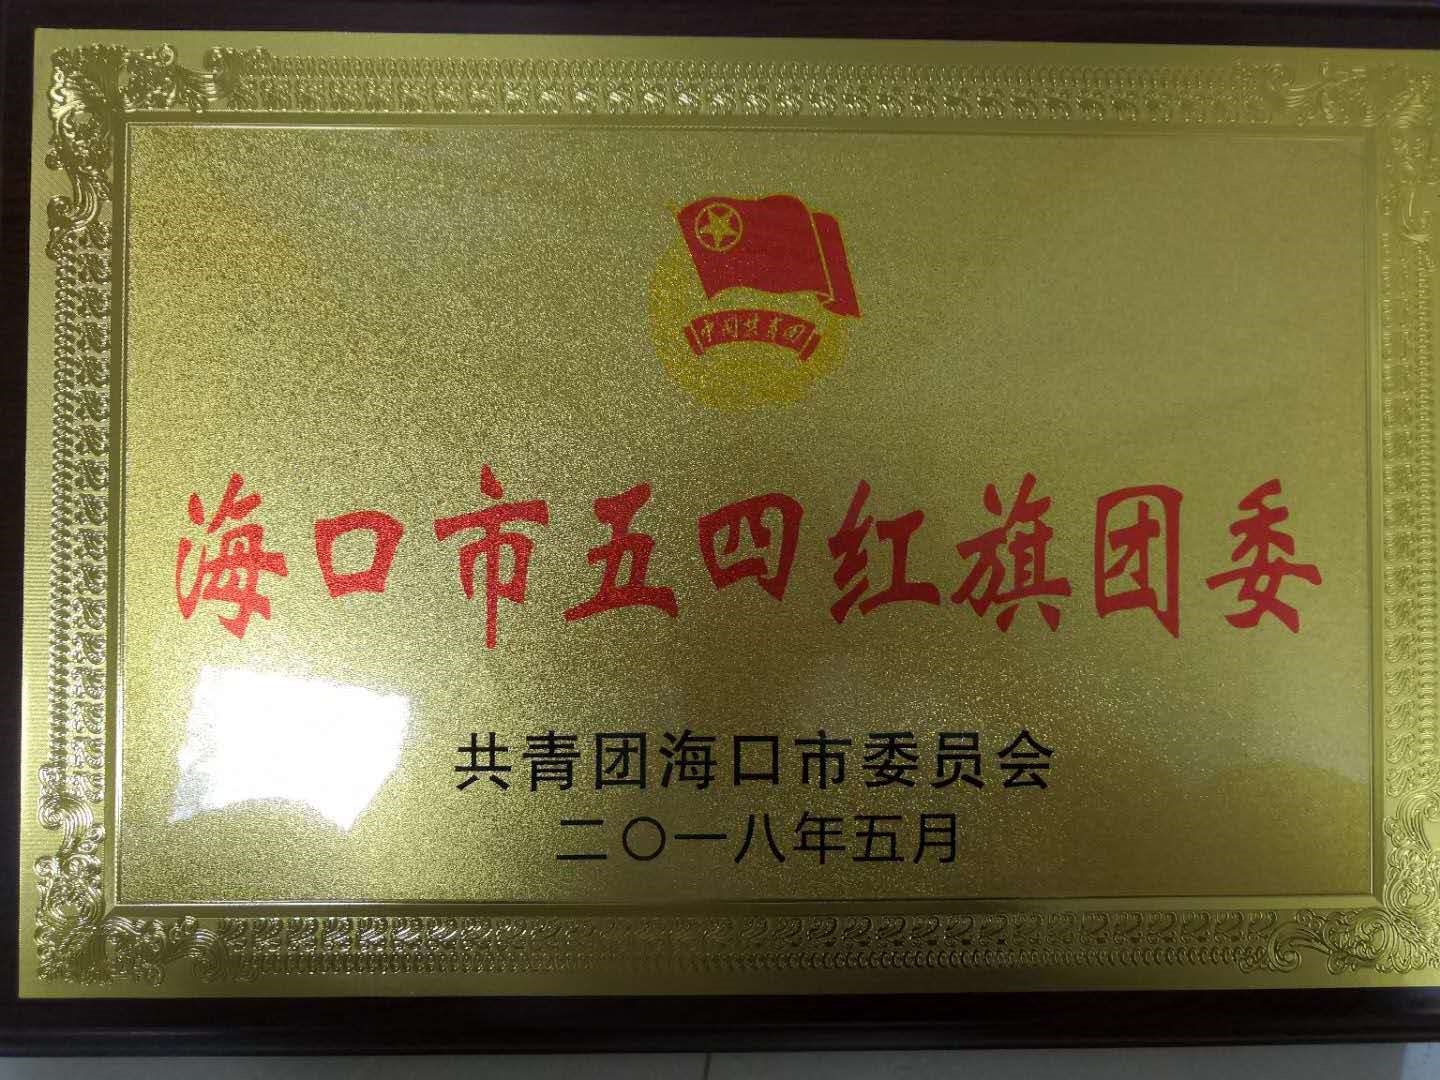 中国共青团
海口市五四红旗团委
共青团海口市委员会
二〇一八年五月